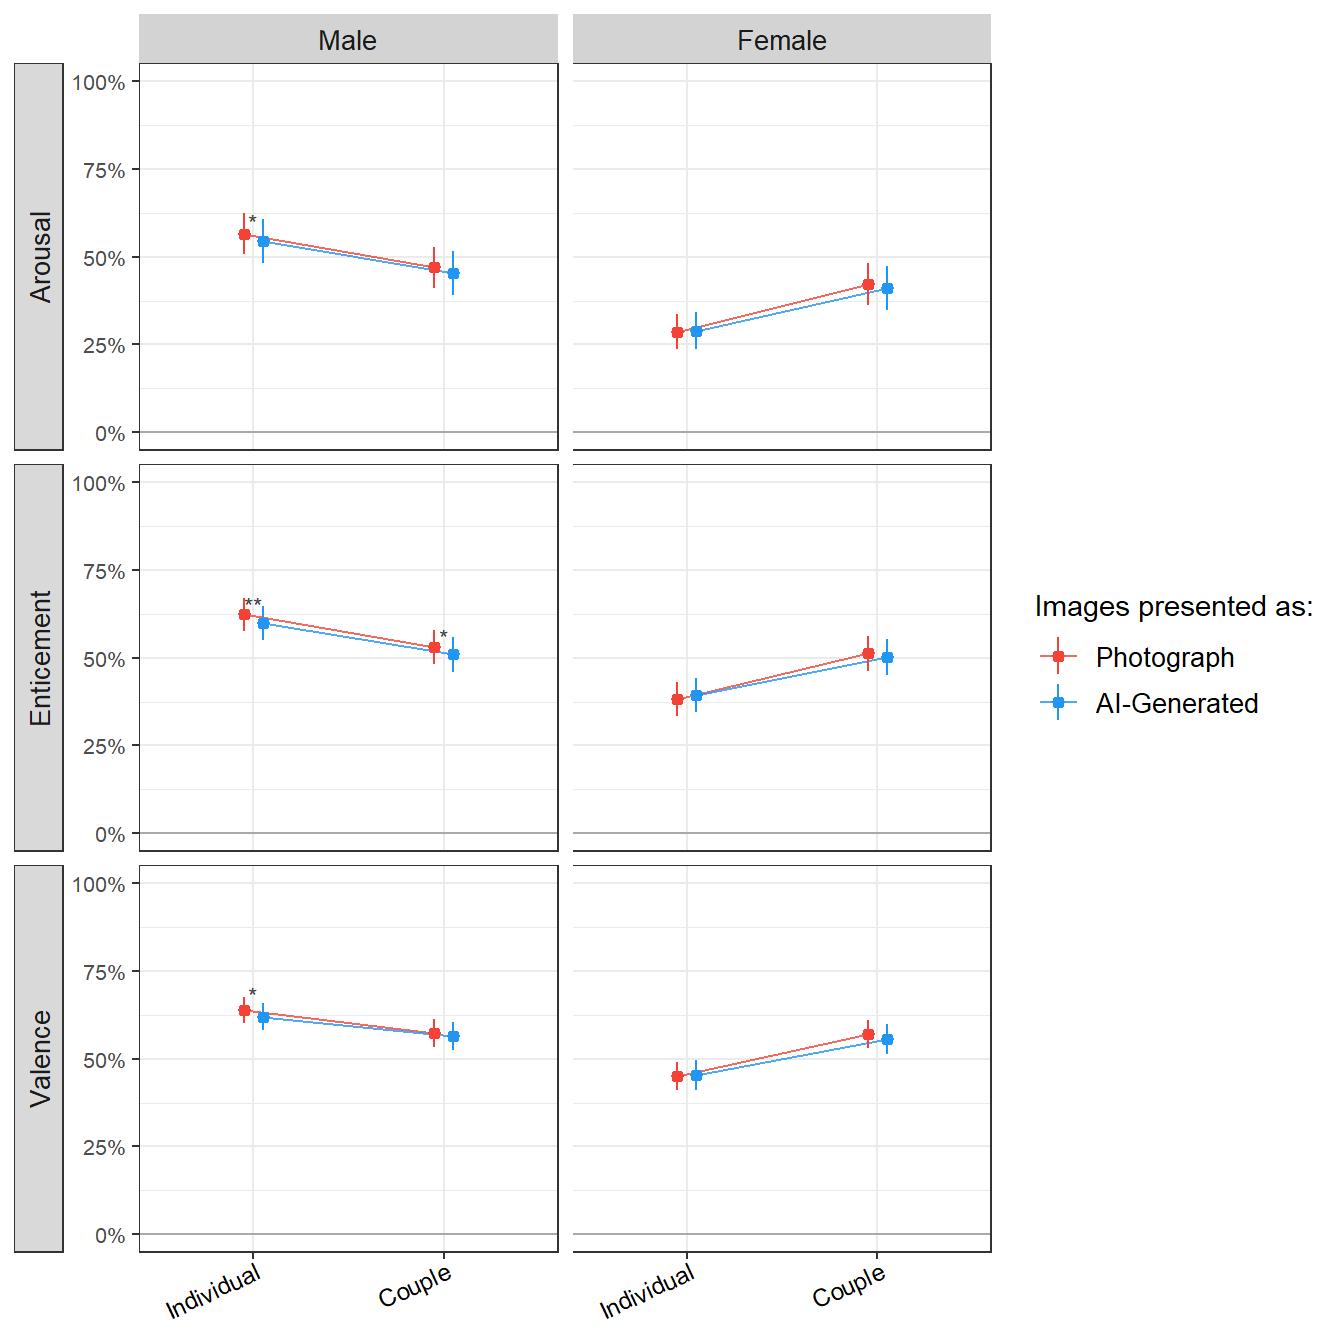 Male
Female
Arousal
100%
75%
*
50%
25%
0%
Enticement
100%
75%
**
*
50%
25%
0%
Valence
100%
75%
*
50%
25%
0%
Individual
Couple
Individual
Couple
Images presented as:
Photograph
AI-Generated